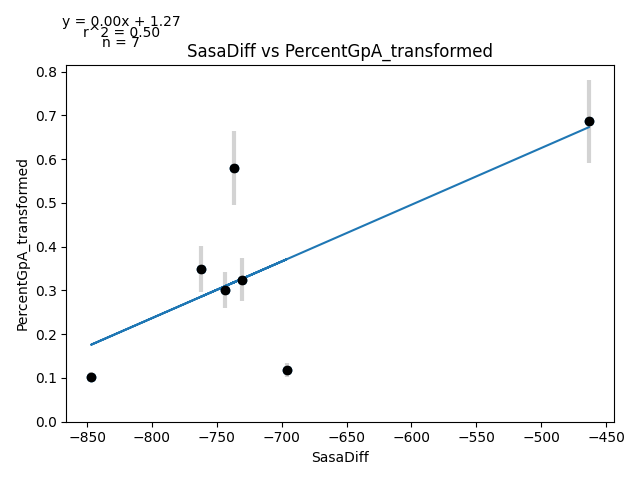 y = 0.00x + 1.27
r^2 = 0.50
n = 7
SasaDiff vs PercentGpA_transformed
PercentGpA_transformed
0.8
0.7
0.6
0.5
0.4
0.3
0.2
0.1
0.0
−850 −800 −750 −700 −650 −600 −550 −500 −450
SasaDiff